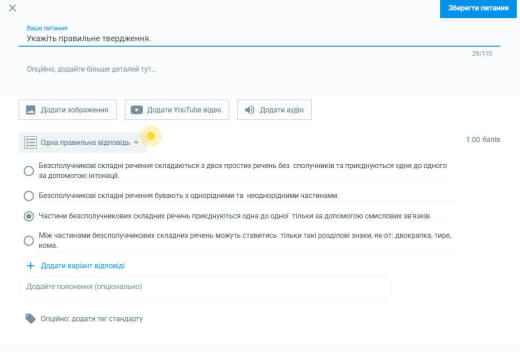 Зберегти питання
Ваше питання
Укажіть правильне твердження.
29/170
Опційно, додайте більше деталей тут...
Додати зображення
Додати YouTube відео
Додати аудіо
Одна правильна відповідь
1.00 балів
Безсполучникові складні речення складаються з двох простих речень без сполучників та приєднуються одне до одного
за допомогою інтонації.
Безсполучникові складні речення бувають з однорідними та неоднорідними частинами.
Частини безсполучникових складних речень приєднуються одна до одної тільки за допомогою смислових зв'язків.
Між частинами безсполучникових складних речень можуть ставитись тільки такі розділові знаки, як-от: двокрапка, тире,
кома.
Додати варіант відповіді
Додайте пояснення (опціонально)
Опційно: додати тег стандарту